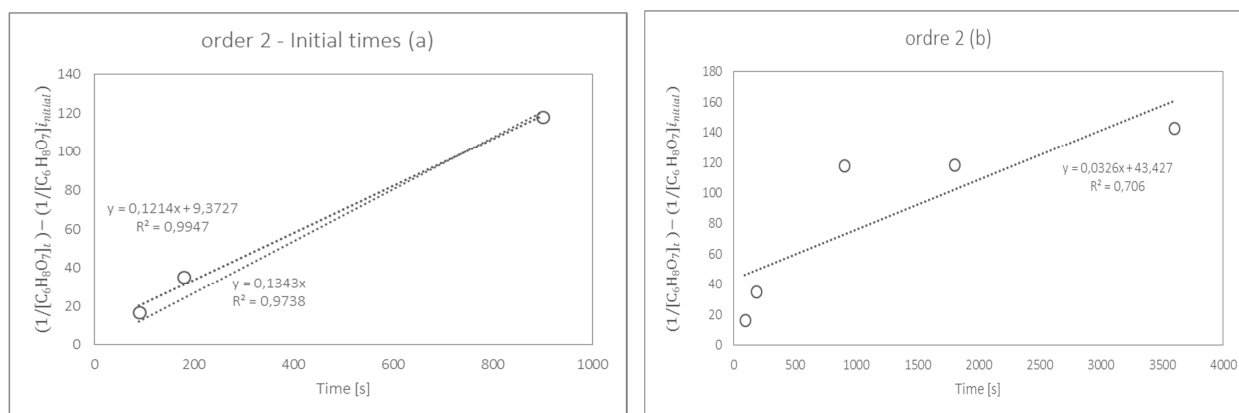 order 2 - Initial times (a)
(1/[C₆H₈O₇]ₜ) − (1/[C₆H₈O₇]initial)
140
120
100
80
60
40
20
0
y = 0,1214x + 9,3727
R² = 0,9947
y = 0,1343x
R² = 0,9738
0 200 400 600 800 1000
Time [s]
ordre 2 (b)
(1/[C₆H₈O₇]ₜ) − (1/[C₆H₈O₇]initial)
180
160
140
120
100
80
60
40
20
0
y = 0,0326x + 43,427
R² = 0,706
0 500 1000 1500 2000 2500 3000 3500 4000
Time [s]